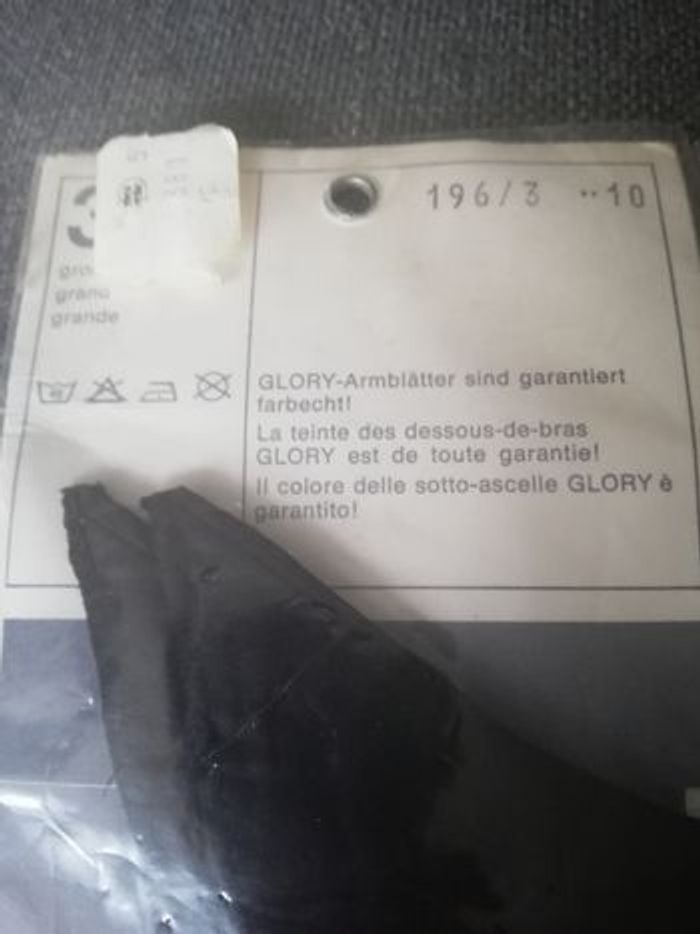 3
196/3 ··10
grand
grande
GLORY-Armblätter sind garantiert
farbecht!
La teinte des dessous-de-bras
GLORY est de toute garantie!
Il colore delle sotto-ascelle GLORY è
garantito!